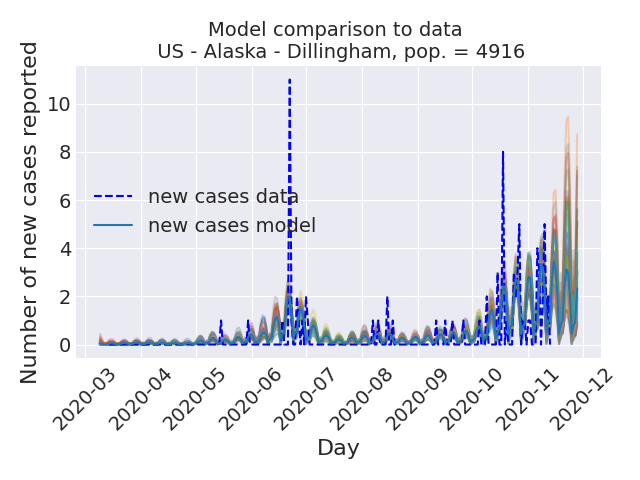 Model comparison to data
US - Alaska - Dillingham, pop. = 4916
Number of new cases reported
10
8
6
4
2
0
new cases data
new cases model
2020-03
2020-04
2020-05
2020-06
2020-07
2020-08
2020-09
2020-10
2020-11
2020-12
Day